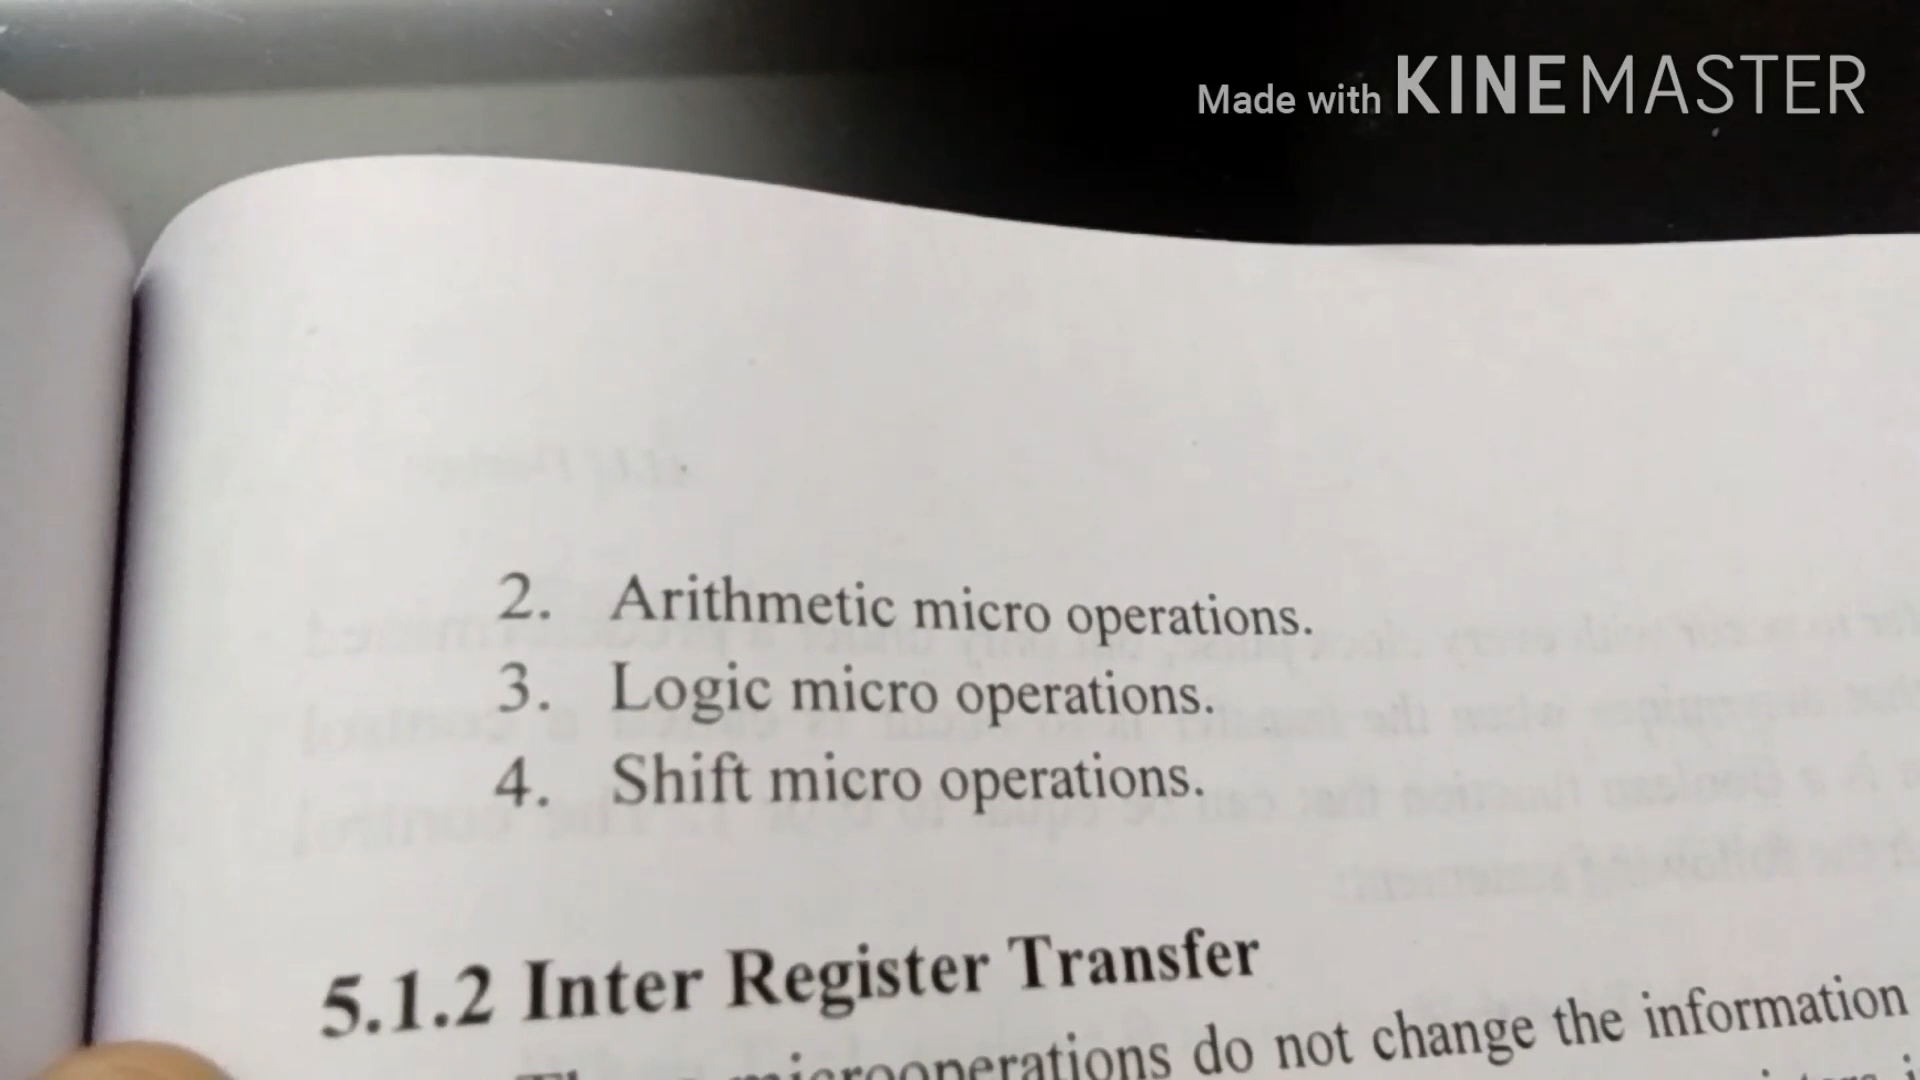 Made with KINEMASTER
2. Arithmetic micro operations.
3. Logic micro operations.
4. Shift micro operations.
5.1.2 Inter Register Transfer
microoperations do not change the information